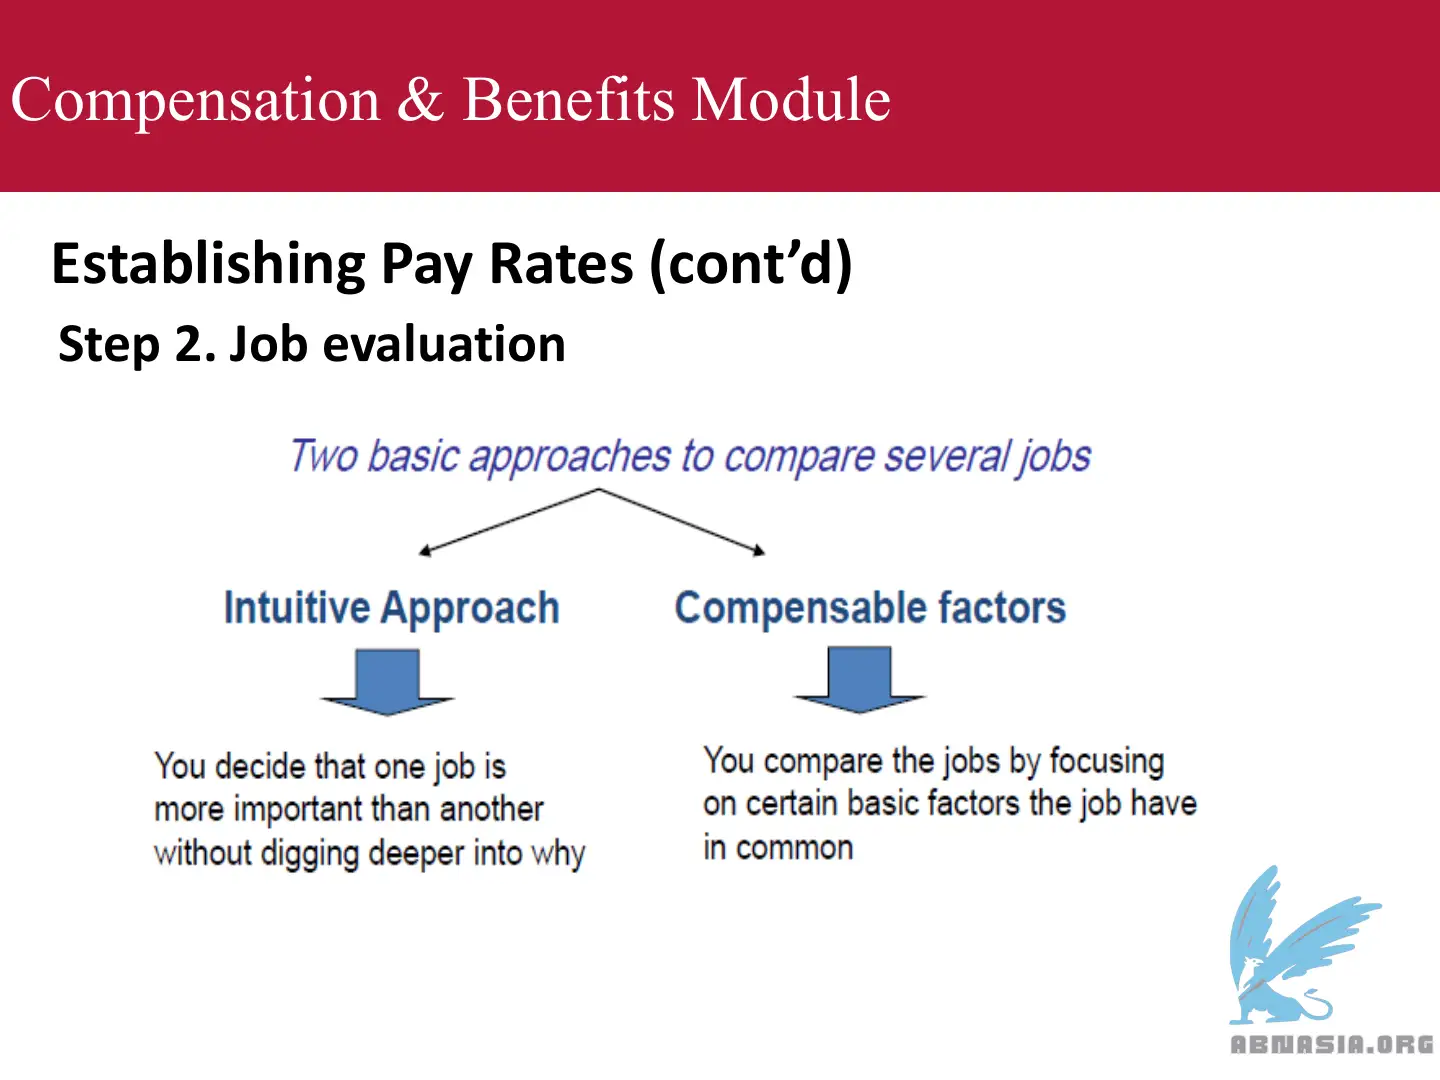 Compensation & Benefits Module
Establishing Pay Rates (cont’d)
Step 2. Job evaluation
Two basic approaches to compare several jobs
Intuitive Approach
Compensable factors
You decide that one job is
more important than another
without digging deeper into why
You compare the jobs by focusing
on certain basic factors the job have
in common
ABNASIA.ORG